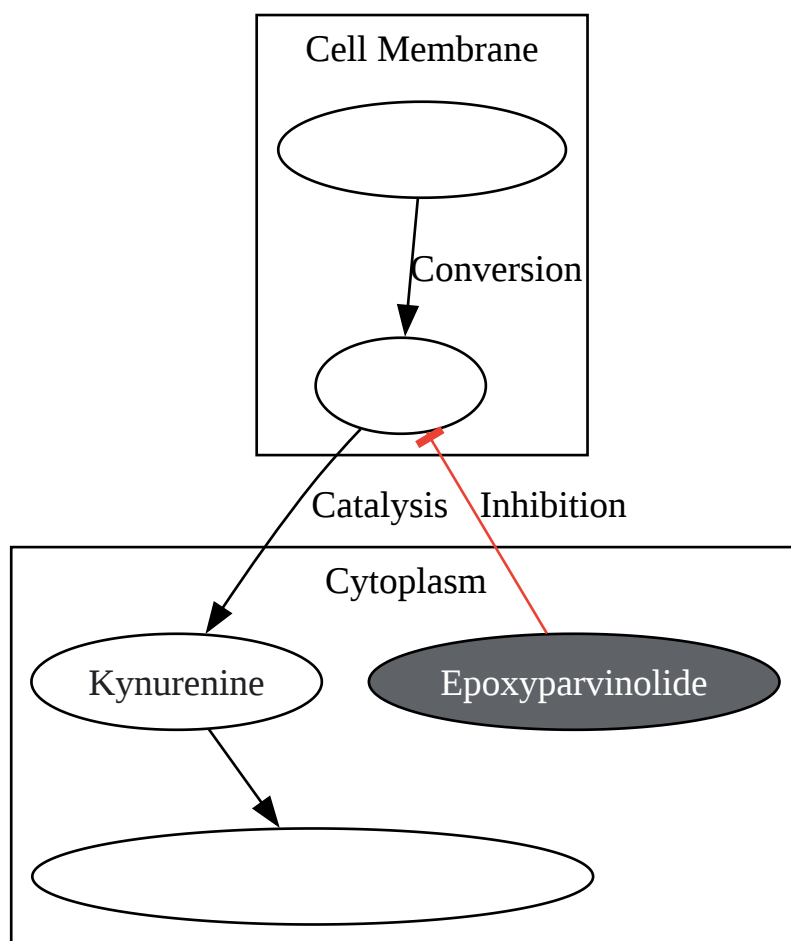 Cell Membrane
Conversion
Catalysis
Inhibition
Cytoplasm
Kynurenine
Epoxyparvinolide